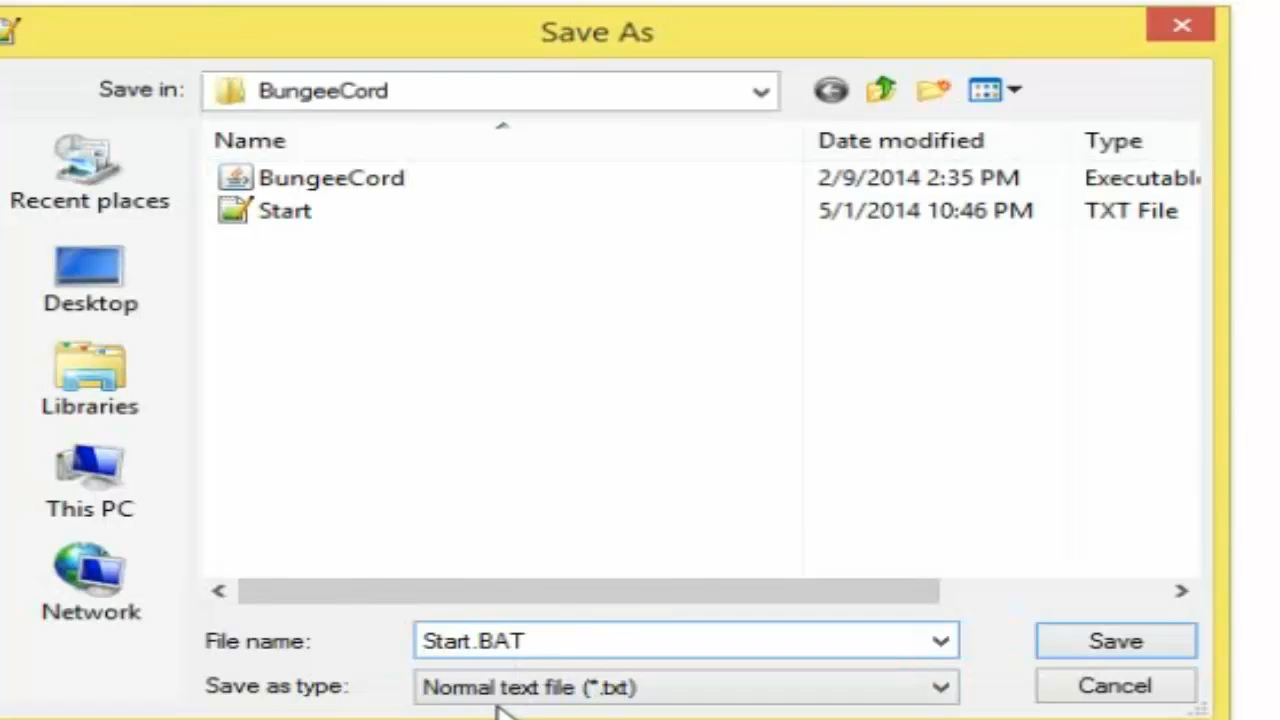 Save As
Save in: BungeeCord
Name Date modified Type
BungeeCord 2/9/2014 2:35 PM
Start 5/1/2014 10:46 PM TXT File
Recent places
Desktop
Libraries
This PC
Network
File name: Start.BAT Save
Save as type: Normal text file (*.txt) Cancel